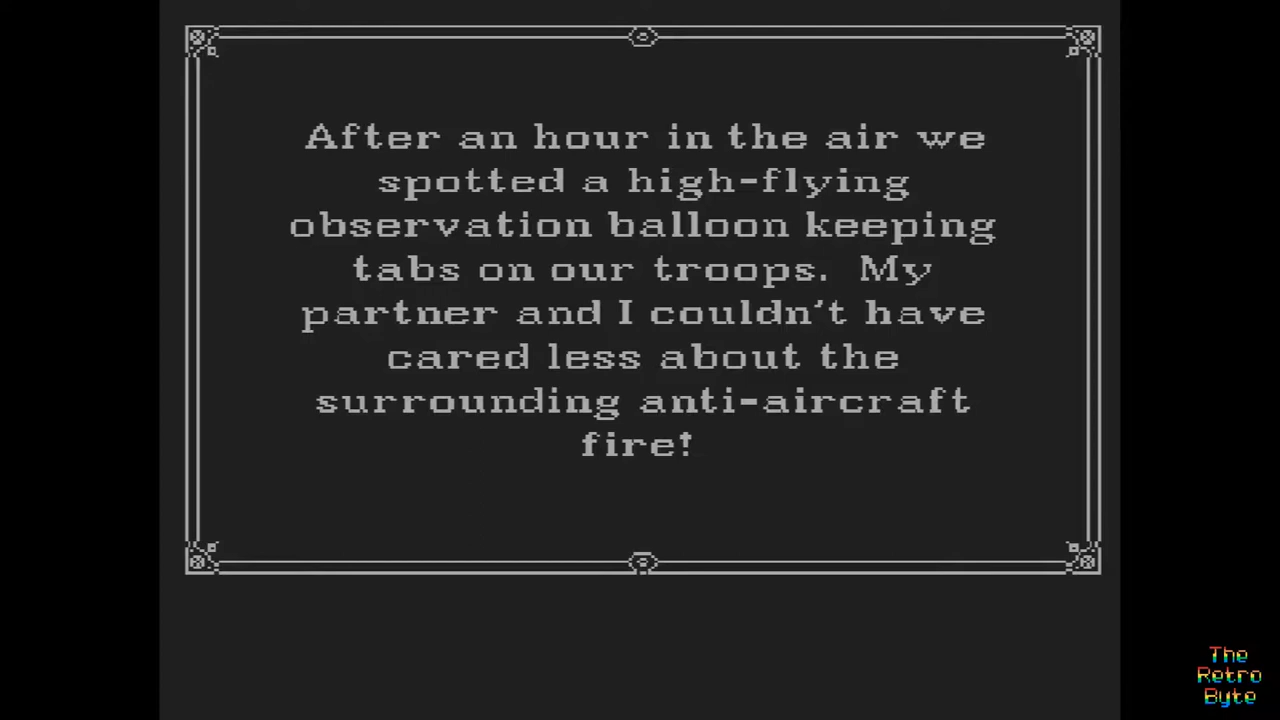 After an hour in the air we
spotted a high-flying
observation balloon keeping
tabs on our troops.  My
partner and I couldn't have
cared less about the
surrounding anti-aircraft
fire!
The
Retro
Byte